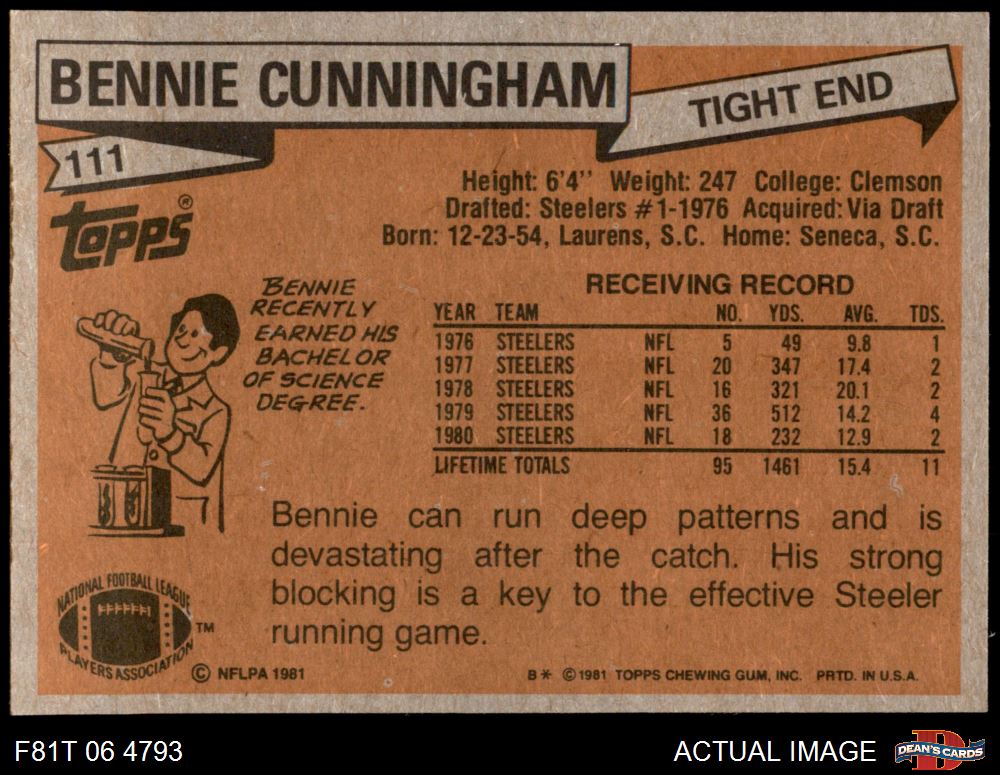 BENNIE CUNNINGHAM
TIGHT END
111
TOPPS®
Height: 6'4'' Weight: 247 College: Clemson
Drafted: Steelers #1-1976 Acquired: Via Draft
Born: 12-23-54, Laurens, S.C. Home: Seneca, S.C.
BENNIE
RECENTLY
EARNED HIS
BACHELOR
OF SCIENCE
DEGREE.
RECEIVING RECORD
YEAR TEAM NO. YDS. AVG. TDS.
1976 STEELERS NFL 5 49 9.8 1
1977 STEELERS NFL 20 347 17.4 2
1978 STEELERS NFL 16 321 20.1 2
1979 STEELERS NFL 36 512 14.2 4
1980 STEELERS NFL 18 232 12.9 2
LIFETIME TOTALS 95 1461 15.4 11
Bennie can run deep patterns and is
devastating after the catch. His strong
blocking is a key to the effective Steeler
running game.
NATIONAL FOOTBALL LEAGUE
PLAYERS ASSOCIATION
TM
© NFLPA 1981
B* © 1981 TOPPS CHEWING GUM, INC. PRTD. IN U.S.A.
F81T 06 4793
ACTUAL IMAGE
DEAN'S CARDS